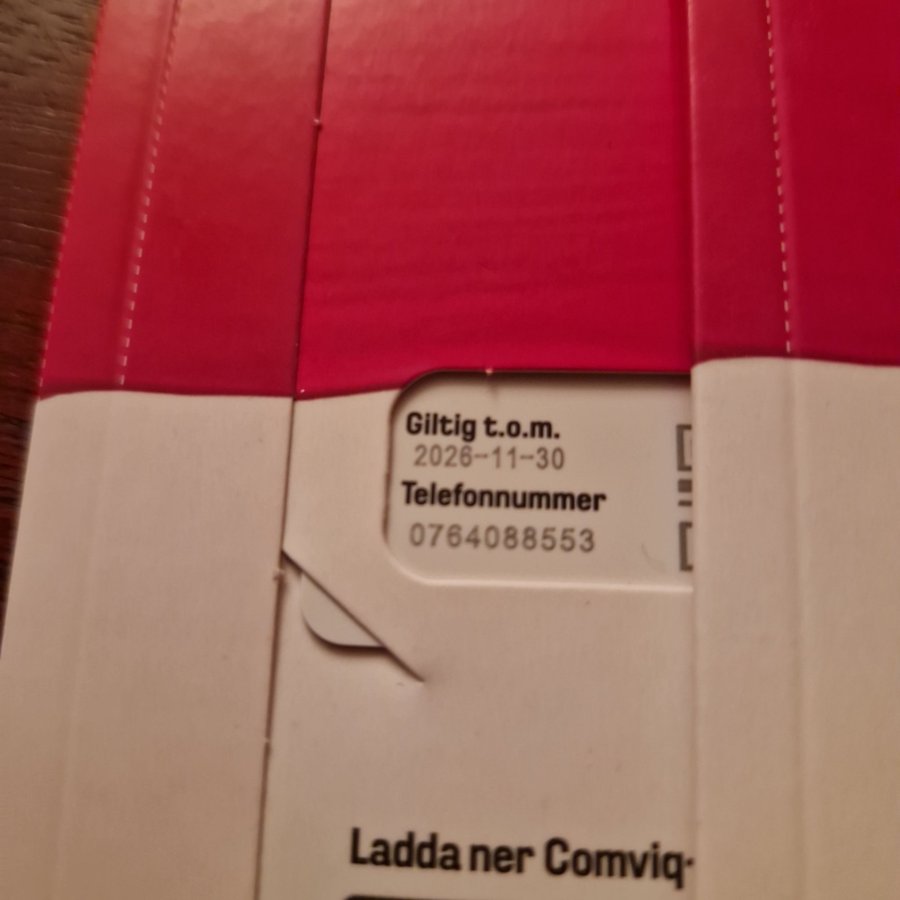 Giltig t.o.m.
2026-11-30
Telefonnummer
0764088553
Ladda ner Comviq-